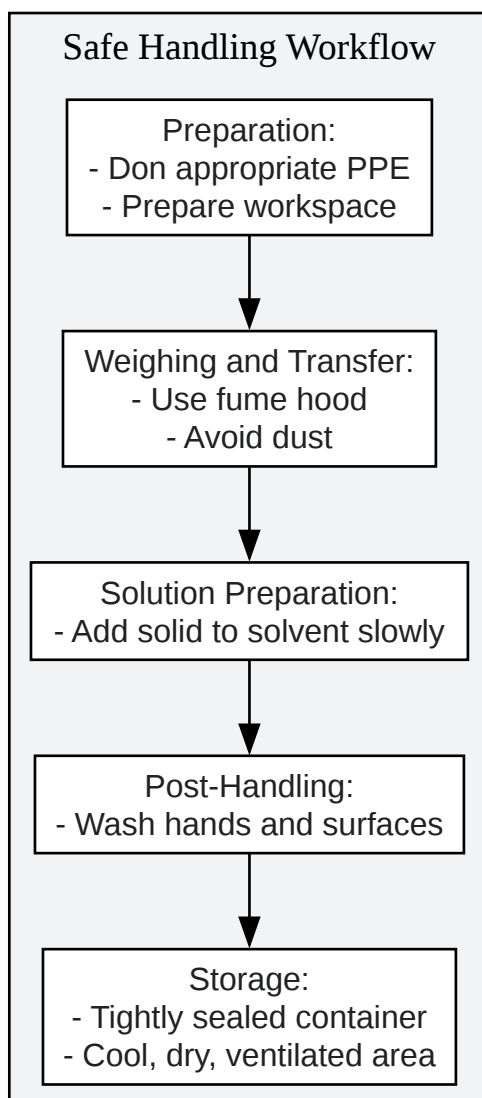 Safe Handling Workflow
Preparation:
- Don appropriate PPE
- Prepare workspace
Weighing and Transfer:
- Use fume hood
- Avoid dust
Solution Preparation:
- Add solid to solvent slowly
Post-Handling:
- Wash hands and surfaces
Storage:
- Tightly sealed container
- Cool, dry, ventilated area